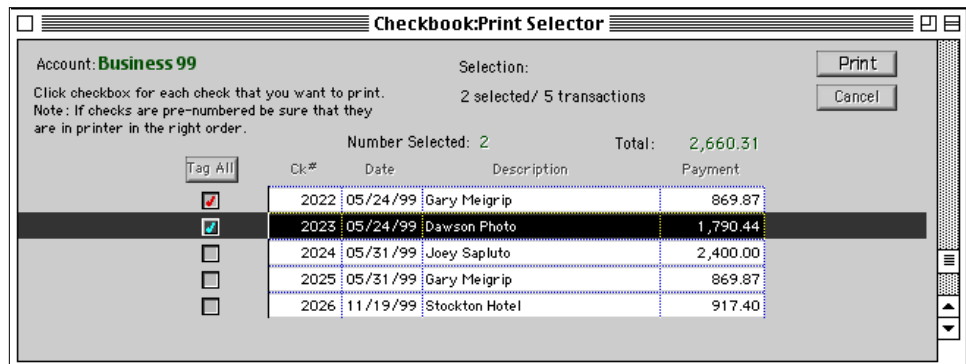 Checkbook:Print Selector
Account: Business 99
Selection:
Print
Click checkbox for each check that you want to print.
Note: If checks are pre-numbered be sure that they
are in printer in the right order.
2 selected/ 5 transactions
Cancel
Number Selected: 2 Total: 2,660.31
Tag All Ck# Date Description Payment
2022 05/24/99 Gary Meigrip 869.87
2023 05/24/99 Dawson Photo 1,790.44
2024 05/31/99 Joey Sapluto 2,400.00
2025 05/31/99 Gary Meigrip 869.87
2026 11/19/99 Stockton Hotel 917.40